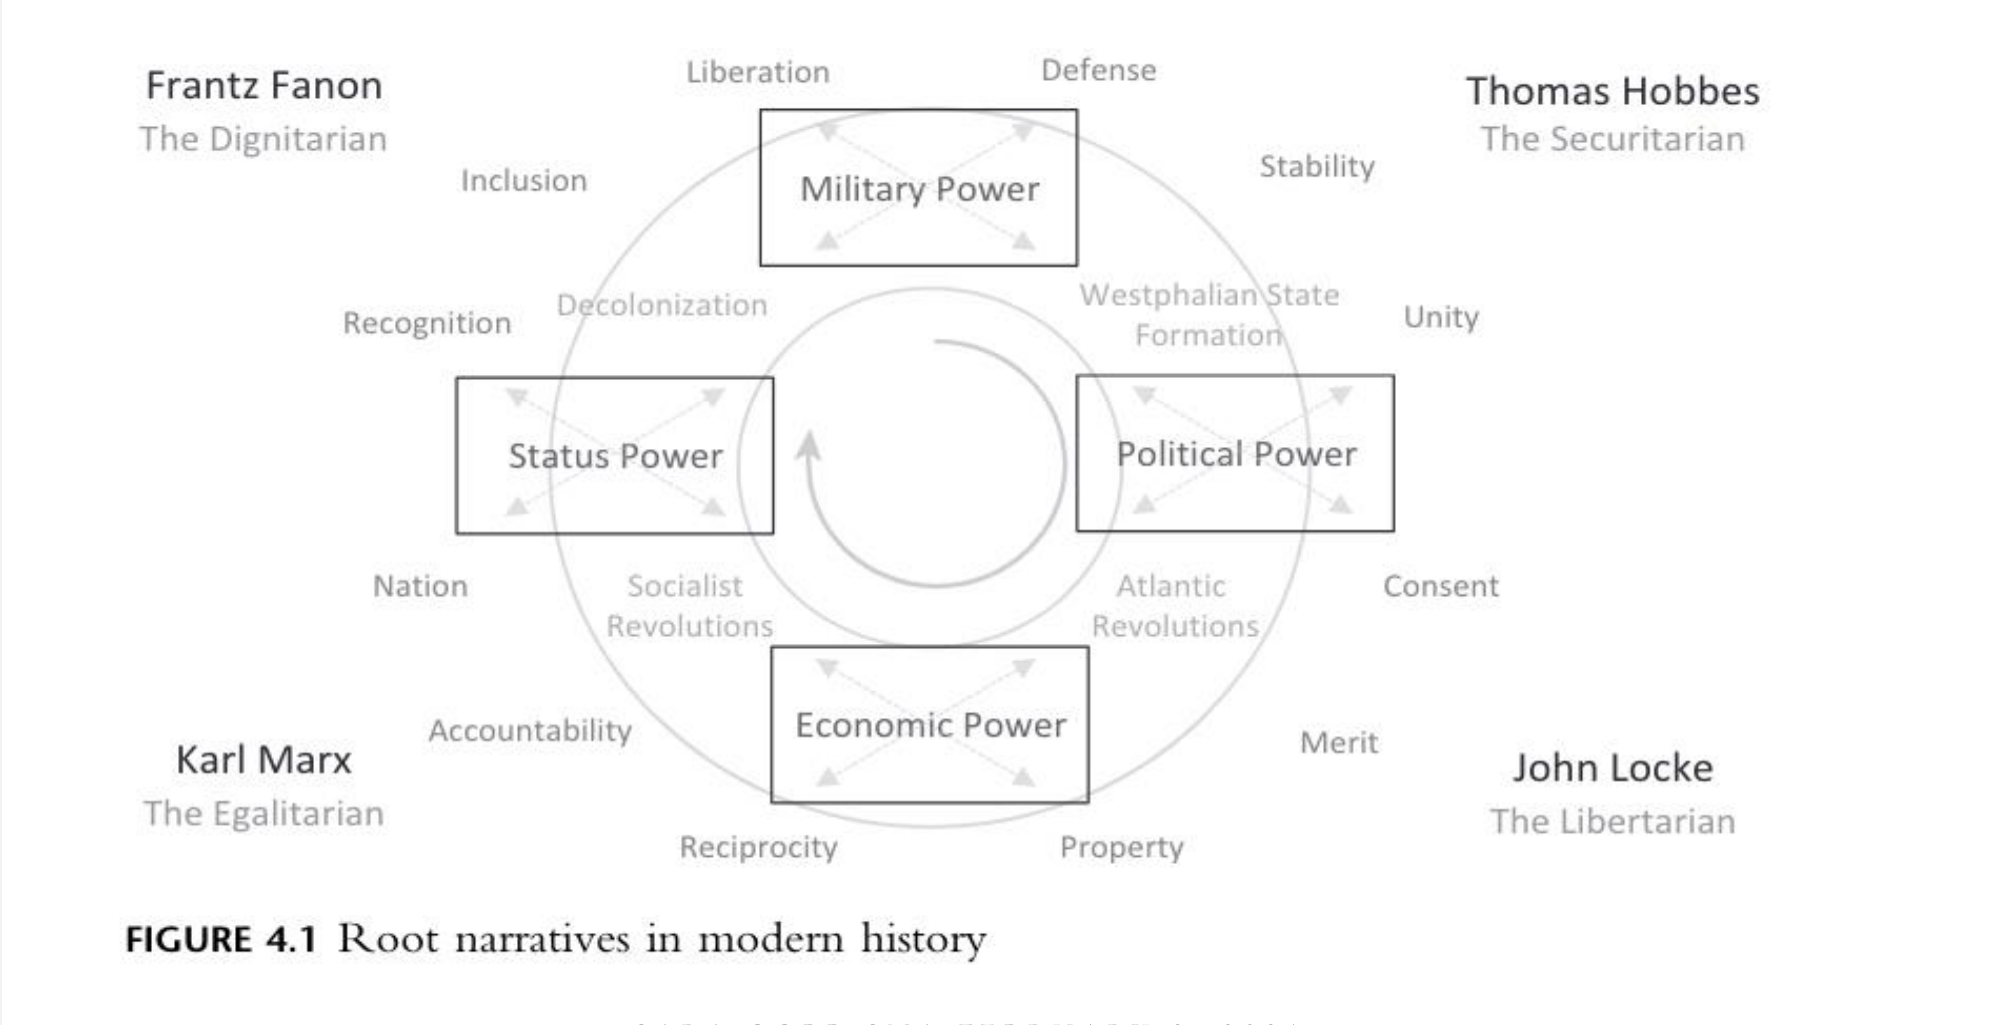 Liberation
Defense
Frantz Fanon
The Dignitarian
Thomas Hobbes
The Securitarian
Inclusion
Military Power
Stability
Recognition
Decolonization
Westphalian State
Formation
Unity
Status Power
Political Power
Nation
Socialist
Revolutions
Atlantic
Revolutions
Consent
Accountability
Economic Power
Merit
Karl Marx
The Egalitarian
John Locke
The Libertarian
Reciprocity
Property
FIGURE 4.1 Root narratives in modern history